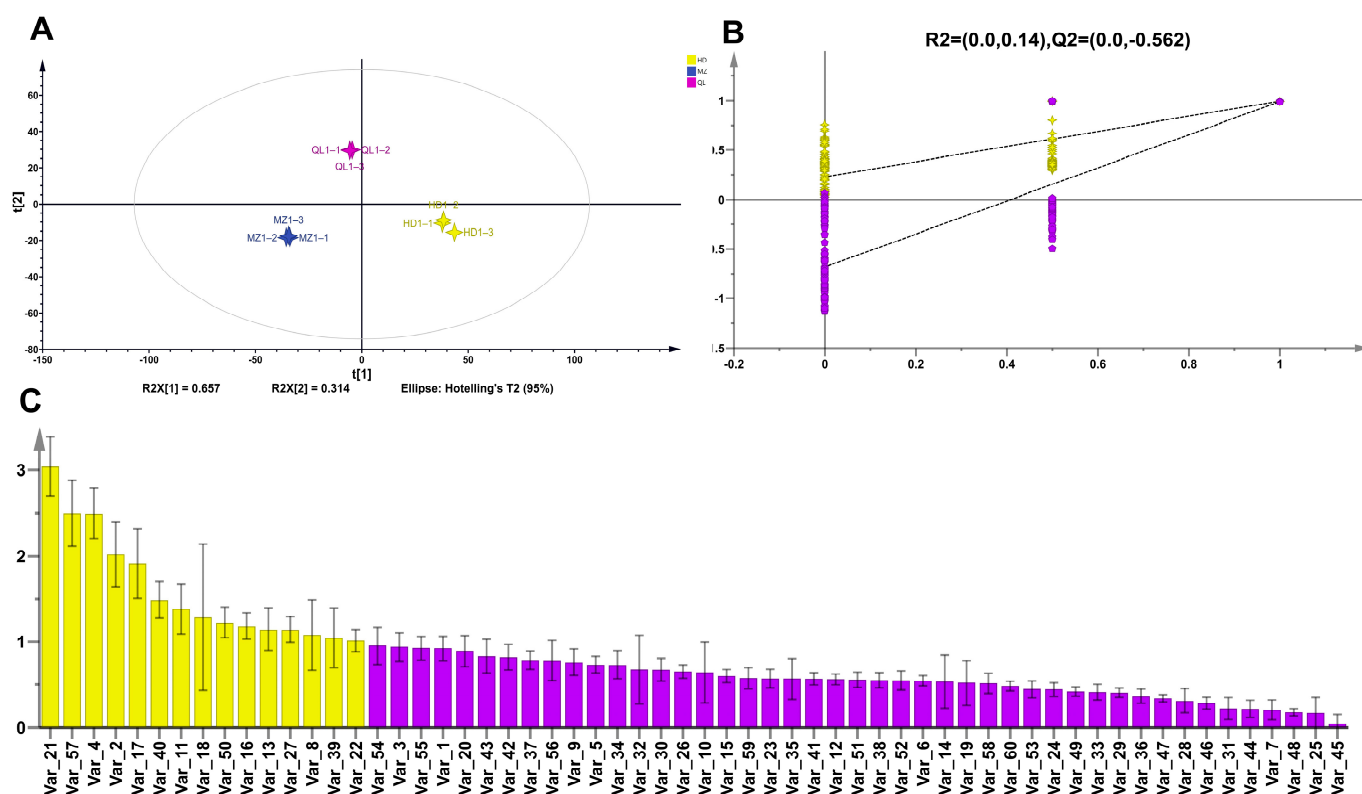 A
B
R2=(0.0,0.14),Q2=(0.0,-0.562)
HD
MZ
QL
t[2]
60
40
20
0
-20
-40
-60
-80
QL1–1
QL1–2
QL1–3
HD1–2
HD1–1
HD1–3
MZ1–3
MZ1–2
MZ1–1
-150
-100
-50
0
50
100
t[1]
R2X[1] = 0.657
R2X[2] = 0.314
Ellipse: Hotelling's T2 (95%)
1
).5
0
).5
-1
l.5
-0.2
0
0.2
0.4
0.6
0.8
1
C
3
2
1
0
Var_21
Var_57
Var_4
Var_2
Var_17
Var_40
Var_11
Var_18
Var_50
Var_16
Var_13
Var_27
Var_8
Var_39
Var_22
Var_54
Var_3
Var_55
Var_1
Var_20
Var_43
Var_42
Var_37
Var_56
Var_9
Var_5
Var_34
Var_32
Var_30
Var_26
Var_10
Var_15
Var_59
Var_23
Var_35
Var_41
Var_12
Var_51
Var_38
Var_52
Var_6
Var_14
Var_19
Var_58
Var_60
Var_53
Var_24
Var_49
Var_33
Var_29
Var_36
Var_47
Var_28
Var_46
Var_31
Var_44
Var_7
Var_48
Var_25
Var_45